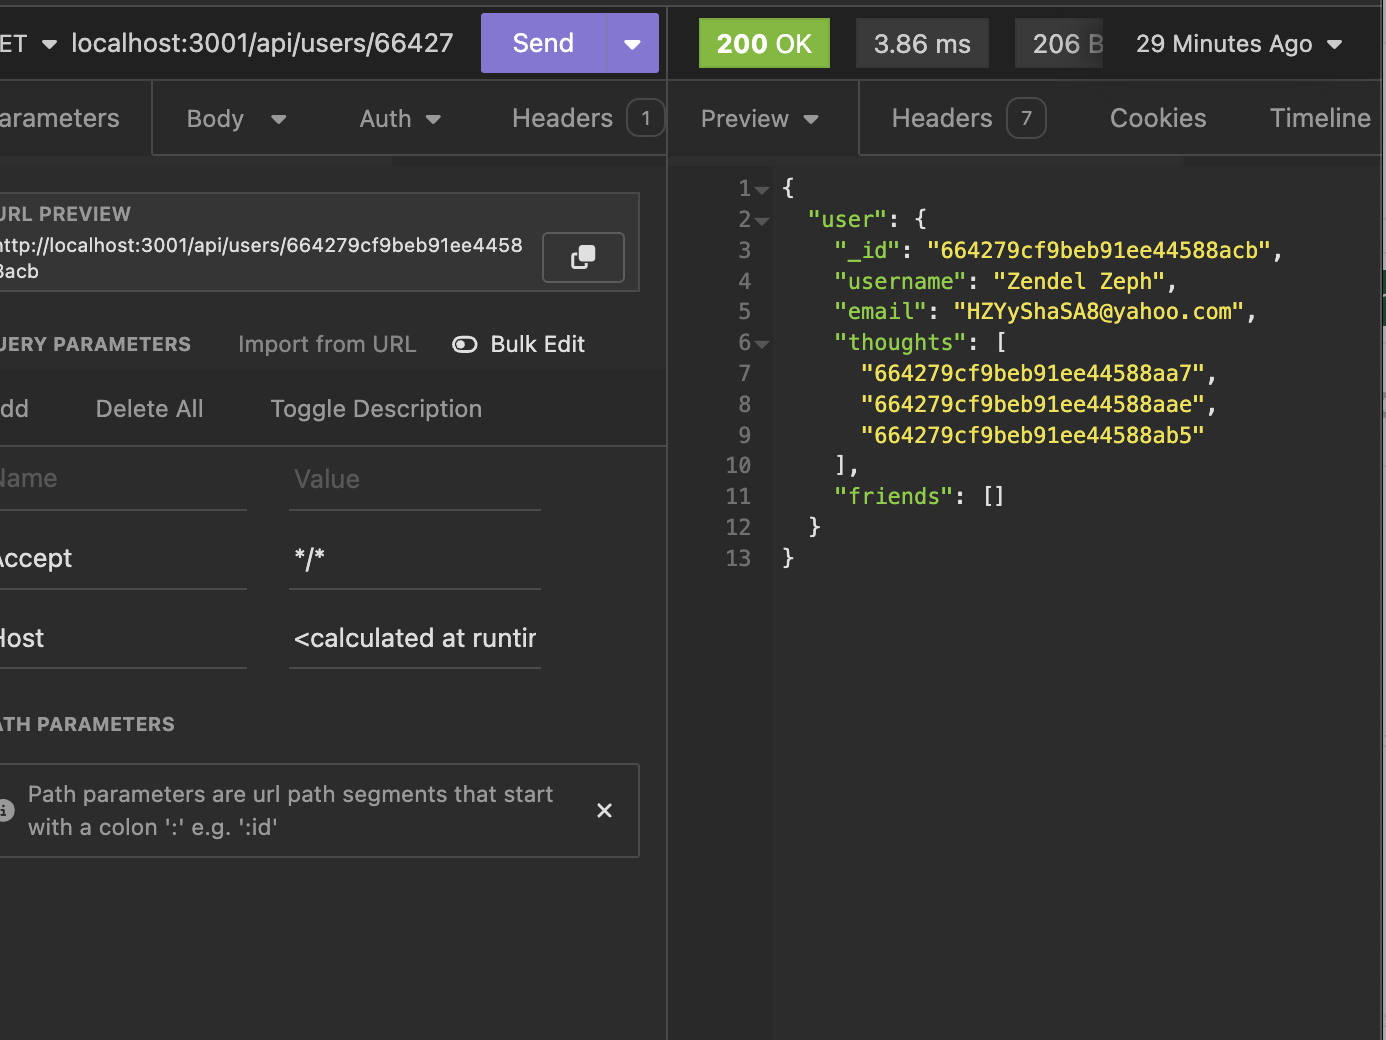 ET localhost:3001/api/users/66427 Send
200 OK 3.86 ms 206 B 29 Minutes Ago
arameters Body Auth Headers 1
Preview Headers 7 Cookies Timeline
URL PREVIEW
http://localhost:3001/api/users/664279cf9beb91ee4458
8acb
UERY PARAMETERS Import from URL Bulk Edit
dd Delete All Toggle Description
Name Value
Accept */*
Host <calculated at runtim
ATH PARAMETERS
Path parameters are url path segments that start
with a colon ':' e.g. ':id'
1 {
2 "user": {
3 "_id": "664279cf9beb91ee44588acb",
4 "username": "Zendel Zeph",
5 "email": "HZYyShaSA8@yahoo.com",
6 "thoughts": [
7 "664279cf9beb91ee44588aa7",
8 "664279cf9beb91ee44588aae",
9 "664279cf9beb91ee44588ab5"
10 ],
11 "friends": []
12 }
13 }